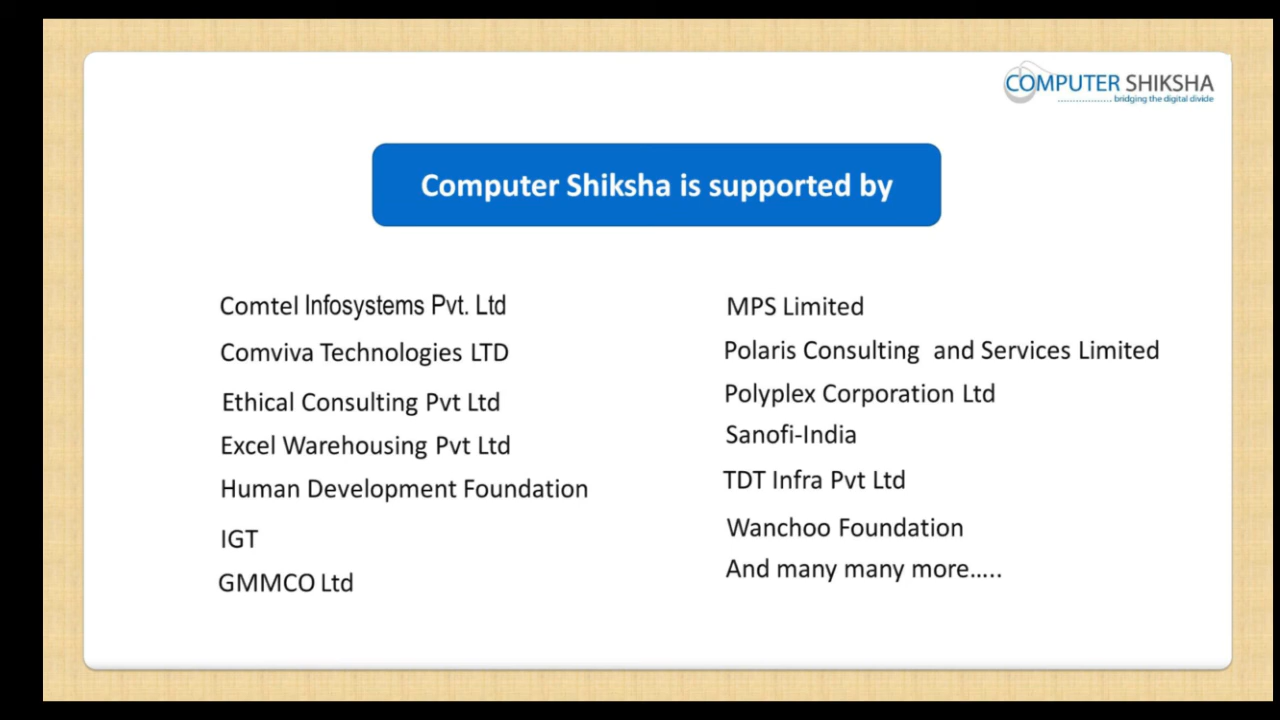 COMPUTER SHIKSHA
.................. bridging the digital divide
Computer Shiksha is supported by
Comtel Infosystems Pvt. Ltd
Comviva Technologies LTD
Ethical Consulting Pvt Ltd
Excel Warehousing Pvt Ltd
Human Development Foundation
IGT
GMMCO Ltd
MPS Limited
Polaris Consulting and Services Limited
Polyplex Corporation Ltd
Sanofi-India
TDT Infra Pvt Ltd
Wanchoo Foundation
And many many more.....